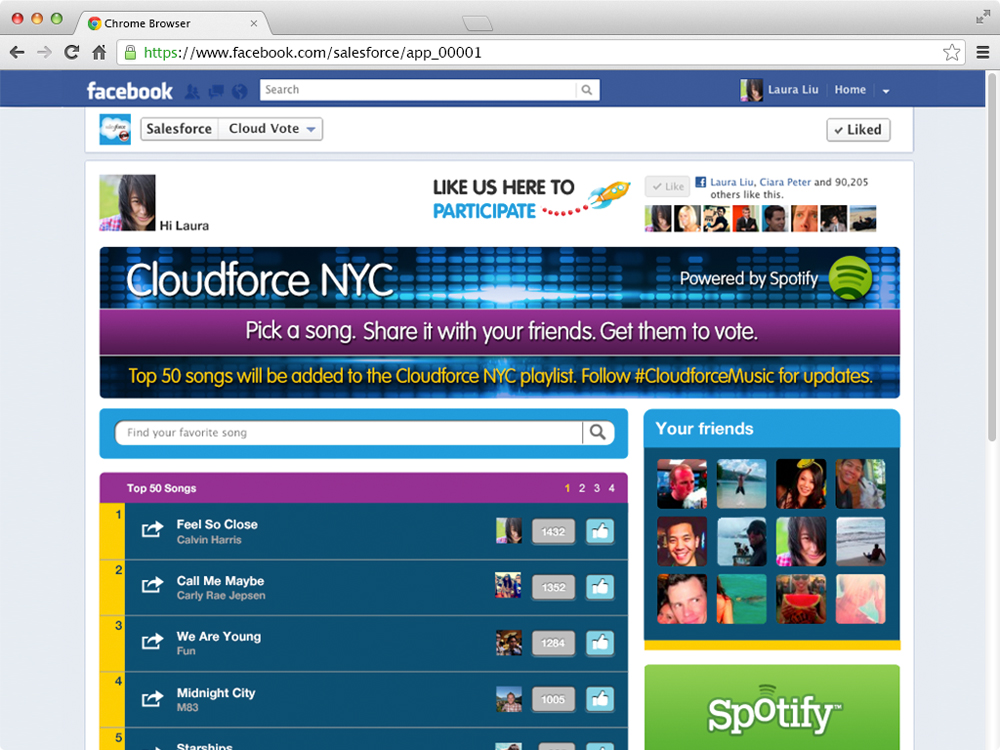 Chrome Browser
https://www.facebook.com/salesforce/app_00001
facebook
Search
Laura Liu
Home
Salesforce
Cloud Vote
Liked
Hi Laura
LIKE US HERE TO
PARTICIPATE
Like
Laura Liu, Ciara Peter and 90,205
others like this.
Cloudforce NYC
Powered by Spotify
Pick a song. Share it with your friends. Get them to vote.
Top 50 songs will be added to the Cloudforce NYC playlist. Follow #CloudforceMusic for updates.
Find your favorite song
Your friends
Top 50 Songs
1 2 3 4
1
Feel So Close
Calvin Harris
1432
2
Call Me Maybe
Carly Rae Jepsen
1352
3
We Are Young
Fun
1284
4
Midnight City
M83
1005
5
Starships
Spotify™